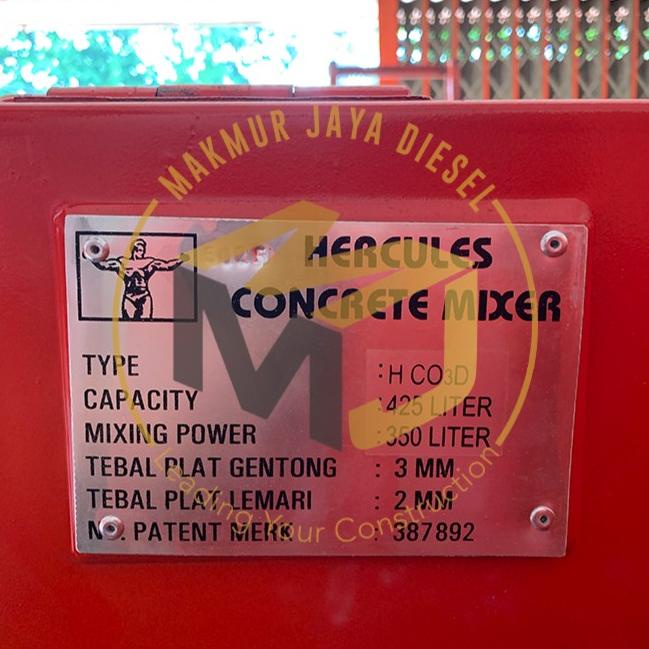 MAKMUR JAYA DIESEL
HERCULES
CONCRETE MIXER
TYPE : H CO3D
CAPACITY : 425 LITER
MIXING POWER : 350 LITER
TEBAL PLAT GENTONG : 3 MM
TEBAL PLAT LEMARI : 2 MM
NO. PATENT MERK : 387892
MJ
Leading Your Construction